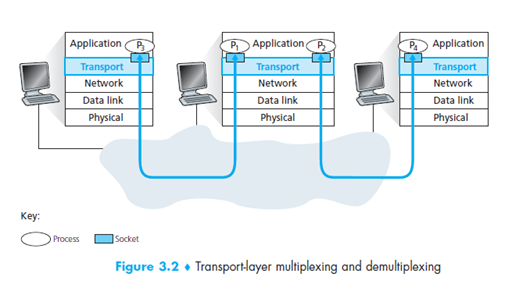 Application P3
Transport
Network
Data link
Physical
P1 Application P2
Transport
Network
Data link
Physical
P4 Application
Transport
Network
Data link
Physical
Key:
Process Socket
Figure 3.2 ♦ Transport-layer multiplexing and demultiplexing